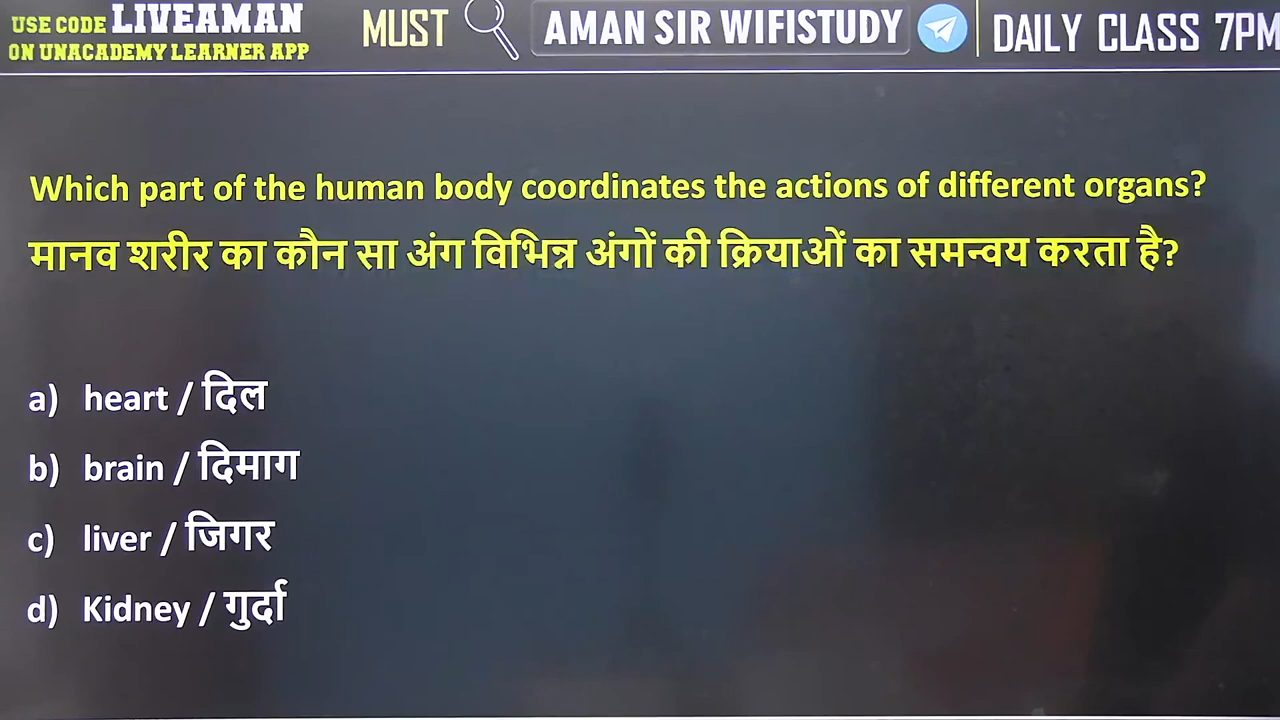 USE CODE LIVEAMAN
ON UNACADEMY LEARNER APP
MUST
AMAN SIR WIFISTUDY
DAILY CLASS 7PM
Which part of the human body coordinates the actions of different organs?
मानव शरीर का कौन सा अंग विभिन्न अंगों की क्रियाओं का समन्वय करता है?
a) heart / दिल
b) brain / दिमाग
c) liver / जिगर
d) Kidney / गुर्दा